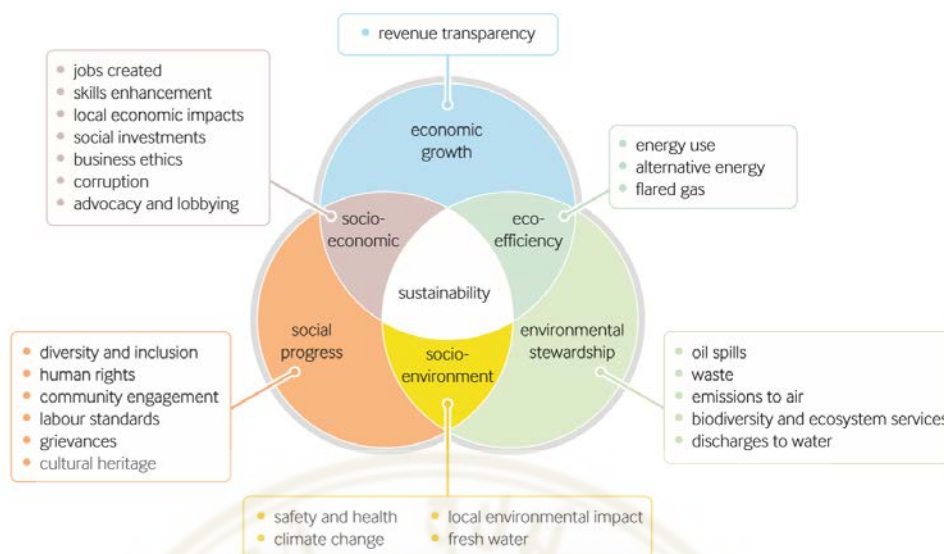 revenue transparency
jobs created
skills enhancement
local economic impacts
social investments
business ethics
corruption
advocacy and lobbying
economic
growth
energy use
alternative energy
flared gas
socio-
economic
eco-
efficiency
sustainability
social
progress
environmental
stewardship
socio-
environment
diversity and inclusion
human rights
community engagement
labour standards
grievances
cultural heritage
oil spills
waste
emissions to air
biodiversity and ecosystem services
discharges to water
safety and health
climate change
local environmental impact
fresh water